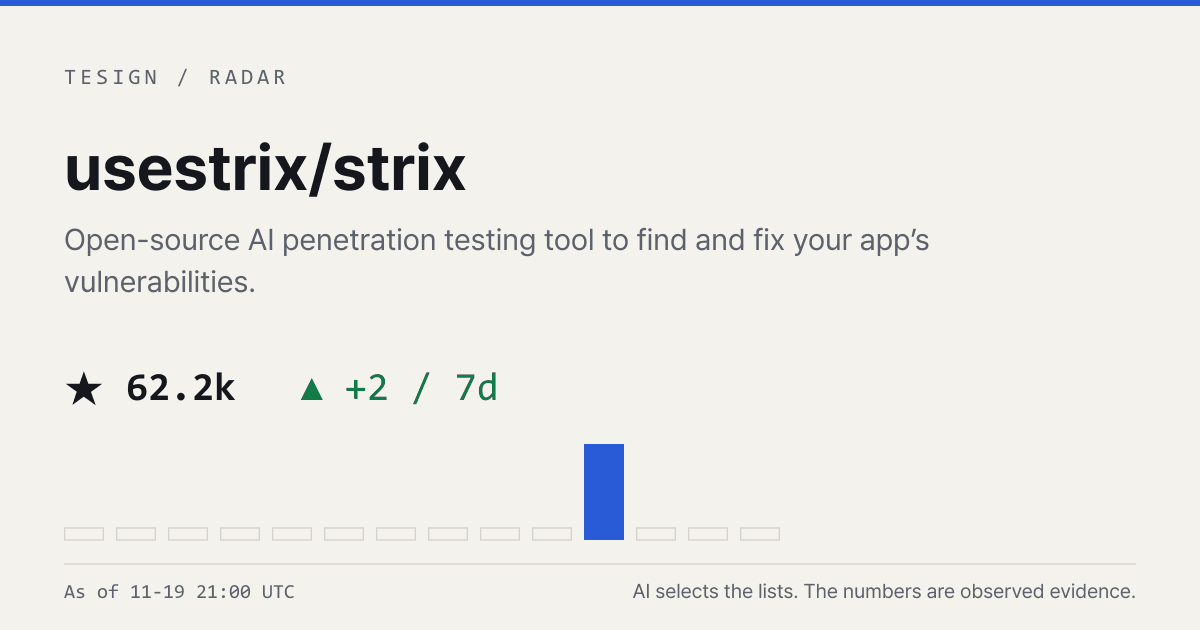 TESIGN / RADAR
usestrix/strix
Open-source AI penetration testing tool to find and fix your app’s
vulnerabilities.
★ 62.2k ▲ +2 / 7d
As of 11-19 21:00 UTC
AI selects the lists. The numbers are observed evidence.